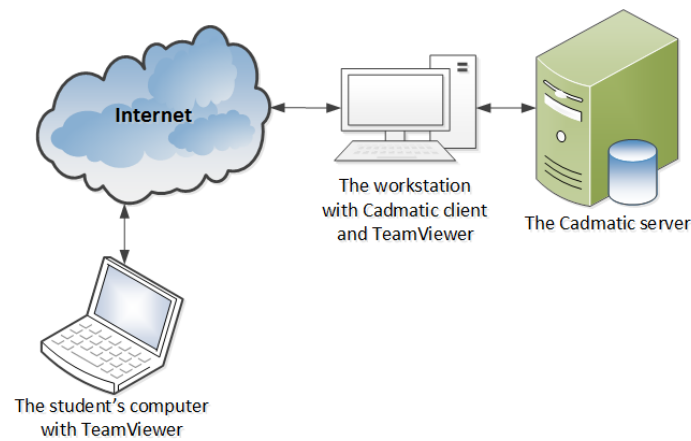 Internet
The workstation
with Cadmatic client
and TeamViewer
The Cadmatic server
The student’s computer
with TeamViewer